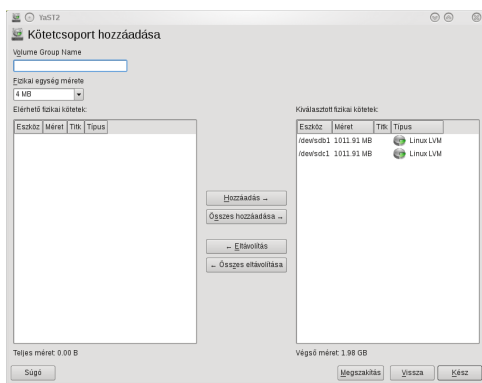 YaST2
Kötetcsoport hozzáadása
Volume Group Name
Fizikai egység mérete
4 MB
Elérhető fizikai kötetek:
Eszköz Méret Titk Típus
Kiválasztott fizikai kötetek:
Eszköz Méret Titk Típus
/dev/sdb1 1011.91 MB Linux LVM
/dev/sdc1 1011.91 MB Linux LVM
Hozzáadás →
Összes hozzáadása →
← Eltávolítás
← Összes eltávolítása
Teljes méret: 0.00 B
Végső méret: 1.98 GB
Súgó
Megszakítás
Vissza
Kész